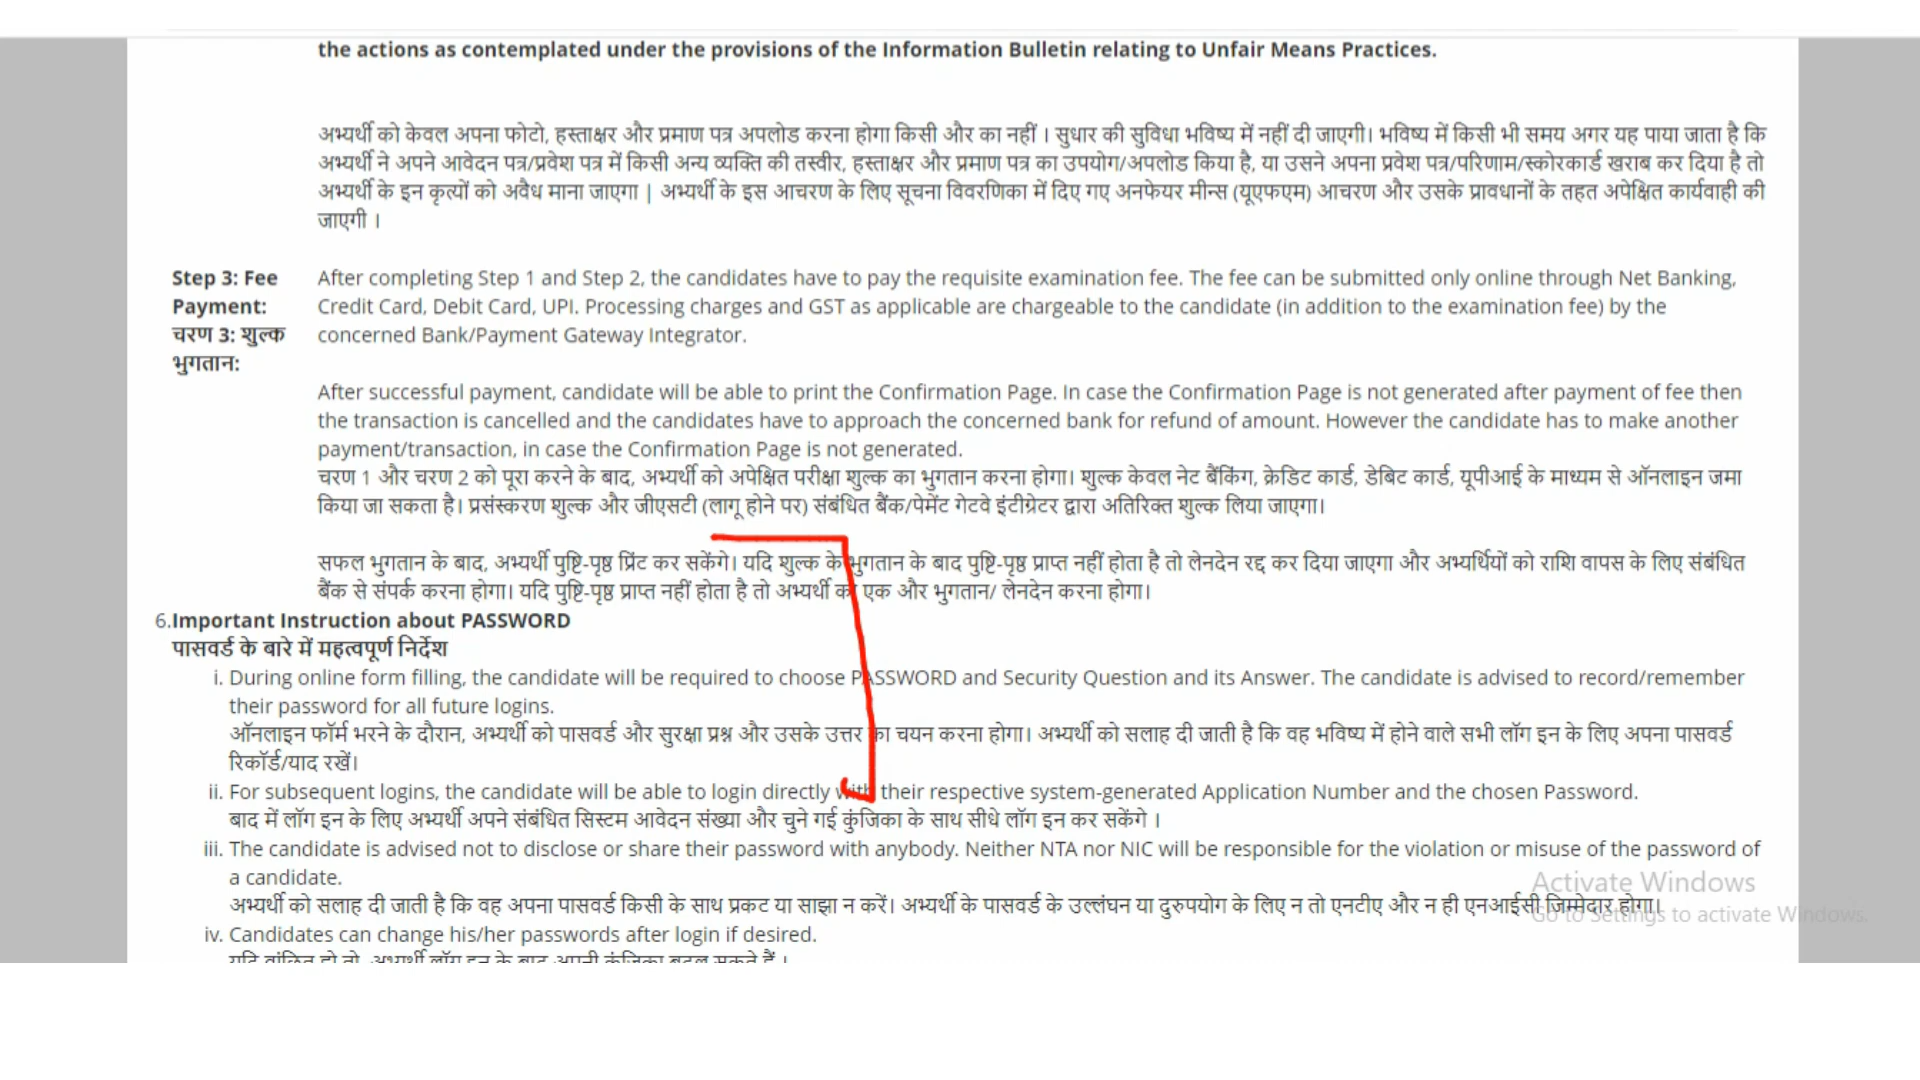 the actions as contemplated under the provisions of the Information Bulletin relating to Unfair Means Practices.
अभ्यर्थी को केवल अपना फोटो, हस्ताक्षर और प्रमाण पत्र अपलोड करना होगा किसी और का नहीं । सुधार की सुविधा भविष्य में नहीं दी जाएगी। भविष्य में किसी भी समय अगर यह पाया जाता है कि
अभ्यर्थी ने अपने आवेदन पत्र/प्रवेश पत्र में किसी अन्य व्यक्ति की तस्वीर, हस्ताक्षर और प्रमाण पत्र का उपयोग/अपलोड किया है, या उसने अपना प्रवेश पत्र/परिणाम/स्कोरकार्ड खराब कर दिया है तो
अभ्यर्थी के इन कृत्यों को अवैध माना जाएगा | अभ्यर्थी के इस आचरण के लिए सूचना विवरणिका में दिए गए अनफेयर मीन्स (यूएफएम) आचरण और उसके प्रावधानों के तहत अपेक्षित कार्यवाही की
जाएगी ।
Step 3: Fee
Payment:
चरण 3: शुल्क
भुगतान:
After completing Step 1 and Step 2, the candidates have to pay the requisite examination fee. The fee can be submitted only online through Net Banking,
Credit Card, Debit Card, UPI. Processing charges and GST as applicable are chargeable to the candidate (in addition to the examination fee) by the
concerned Bank/Payment Gateway Integrator.
After successful payment, candidate will be able to print the Confirmation Page. In case the Confirmation Page is not generated after payment of fee then
the transaction is cancelled and the candidates have to approach the concerned bank for refund of amount. However the candidate has to make another
payment/transaction, in case the Confirmation Page is not generated.
चरण 1 और चरण 2 को पूरा करने के बाद, अभ्यर्थी को अपेक्षित परीक्षा शुल्क का भुगतान करना होगा। शुल्क केवल नेट बैंकिंग, क्रेडिट कार्ड, डेबिट कार्ड, यूपीआई के माध्यम से ऑनलाइन जमा
किया जा सकता है। प्रसंस्करण शुल्क और जीएसटी (लागू होने पर) संबंधित बैंक/पेमेंट गेटवे इंटीग्रेटर द्वारा अतिरिक्त शुल्क लिया जाएगा।
सफल भुगतान के बाद, अभ्यर्थी पुष्टि-पृष्ठ प्रिंट कर सकेंगे। यदि शुल्क के भुगतान के बाद पुष्टि-पृष्ठ प्राप्त नहीं होता है तो लेनदेन रद्द कर दिया जाएगा और अभ्यर्थियों को राशि वापस के लिए संबंधित
बैंक से संपर्क करना होगा। यदि पुष्टि-पृष्ठ प्राप्त नहीं होता है तो अभ्यर्थी को एक और भुगतान/ लेनदेन करना होगा।
6.Important Instruction about PASSWORD
पासवर्ड के बारे में महत्वपूर्ण निर्देश
i. During online form filling, the candidate will be required to choose PASSWORD and Security Question and its Answer. The candidate is advised to record/remember
their password for all future logins.
ऑनलाइन फॉर्म भरने के दौरान, अभ्यर्थी को पासवर्ड और सुरक्षा प्रश्न और उसके उत्तर का चयन करना होगा। अभ्यर्थी को सलाह दी जाती है कि वह भविष्य में होने वाले सभी लॉग इन के लिए अपना पासवर्ड
रिकॉर्ड/याद रखें।
ii. For subsequent logins, the candidate will be able to login directly with their respective system-generated Application Number and the chosen Password.
बाद में लॉग इन के लिए अभ्यर्थी अपने संबंधित सिस्टम आवेदन संख्या और चुने गई कुंजिका के साथ सीधे लॉग इन कर सकेंगे ।
iii. The candidate is advised not to disclose or share their password with anybody. Neither NTA nor NIC will be responsible for the violation or misuse of the password of
a candidate.
अभ्यर्थी को सलाह दी जाती है कि वह अपना पासवर्ड किसी के साथ प्रकट या साझा न करें। अभ्यर्थी के पासवर्ड के उल्लंघन या दुरुपयोग के लिए न तो एनटीए और न ही एनआईसी जिम्मेदार होगा।
Activate Windows
Go to Settings to activate Windows.
iv. Candidates can change his/her passwords after login if desired.
यदि वांछित हो तो, अभ्यर्थी लॉग इन के बाद अपनी कुंजिका बदल सकते हैं ।